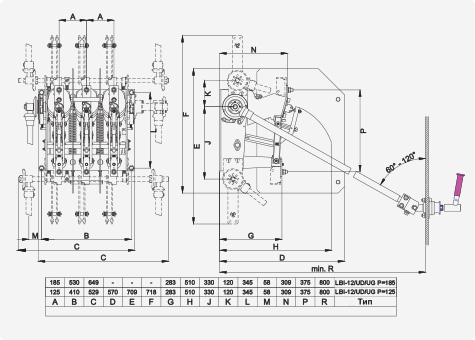 A A
N
K
F
E
J
L
P
60° - 120°
M
B
G
C
H
C
D
min. R
185 530 649 - - - 283 510 330 120 345 58 309 375 800 LBI-12/UD/UG P=185
125 410 529 570 709 718 283 510 330 120 345 58 309 375 800 LBI-12/UD/UG P=125
A B C D E F G H J K L M N P R Тип